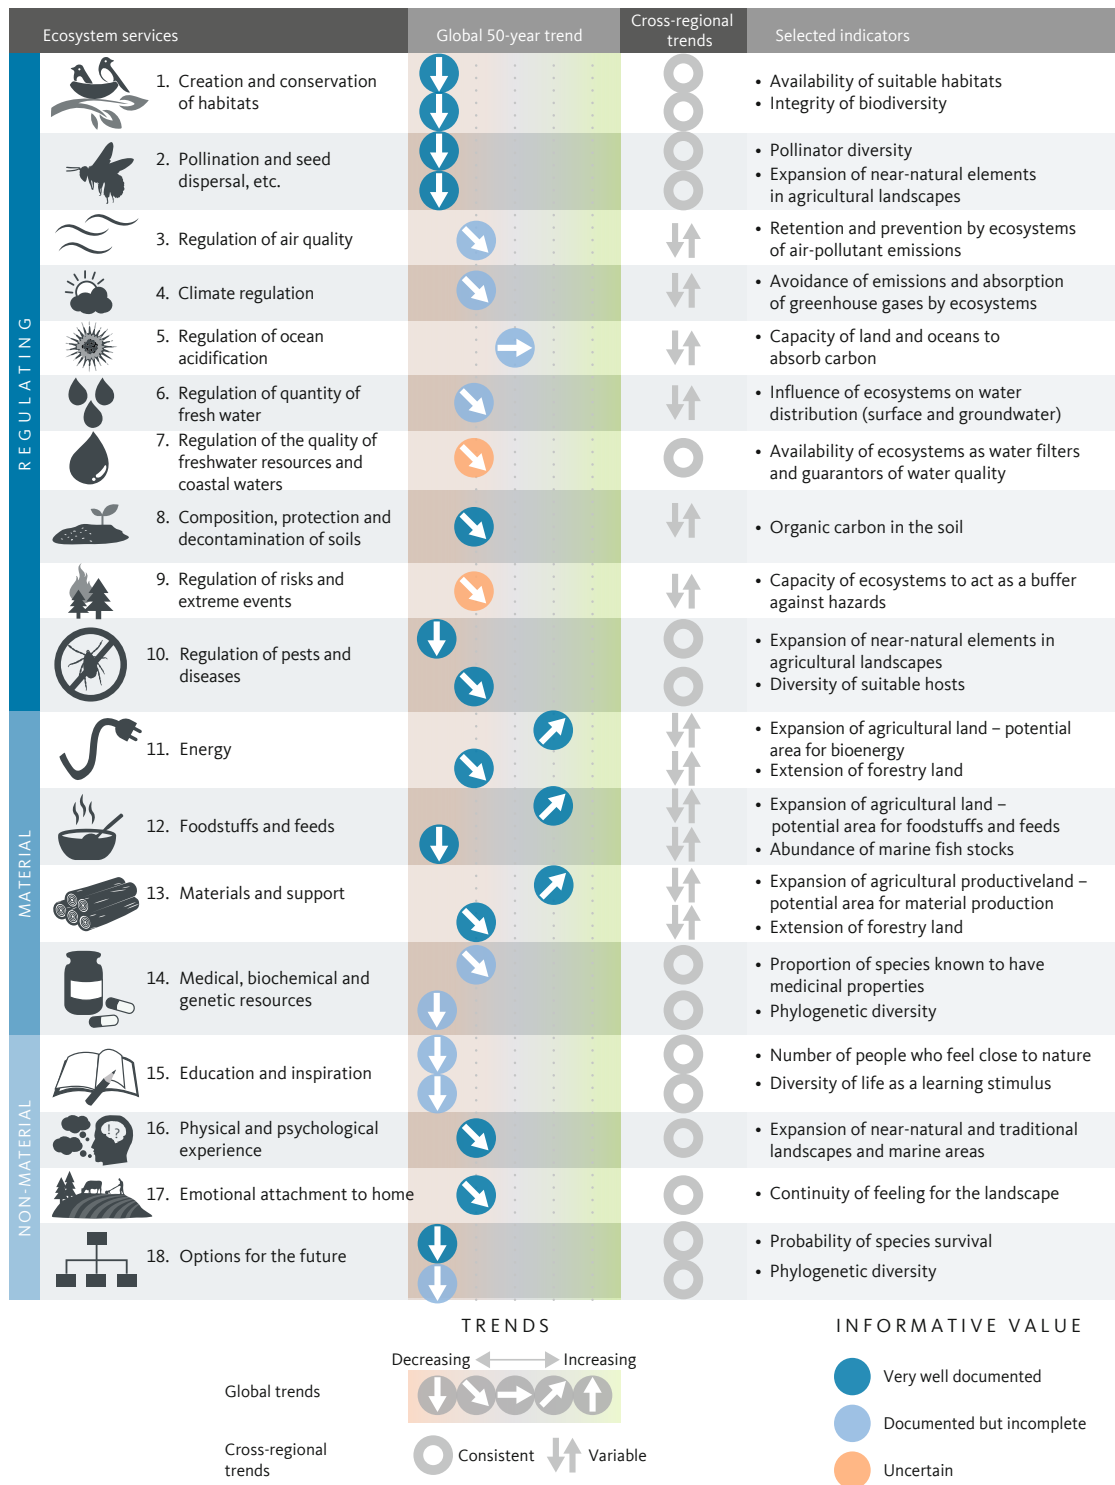 Ecosystem services
Global 50-year trend
Cross-regional
trends
Selected indicators
REGULATING
1. Creation and conservation
of habitats
• Availability of suitable habitats
• Integrity of biodiversity
2. Pollination and seed
dispersal, etc.
• Pollinator diversity
• Expansion of near-natural elements
in agricultural landscapes
3. Regulation of air quality
• Retention and prevention by ecosystems
of air-pollutant emissions
4. Climate regulation
• Avoidance of emissions and absorption
of greenhouse gases by ecosystems
5. Regulation of ocean
acidification
• Capacity of land and oceans to
absorb carbon
6. Regulation of quantity of
fresh water
• Influence of ecosystems on water
distribution (surface and groundwater)
7. Regulation of the quality of
freshwater resources and
coastal waters
• Availability of ecosystems as water filters
and guarantors of water quality
8. Composition, protection and
decontamination of soils
• Organic carbon in the soil
9. Regulation of risks and
extreme events
• Capacity of ecosystems to act as a buffer
against hazards
10. Regulation of pests and
diseases
• Expansion of near-natural elements in
agricultural landscapes
• Diversity of suitable hosts
MATERIAL
11. Energy
• Expansion of agricultural land – potential
area for bioenergy
• Extension of forestry land
12. Foodstuffs and feeds
• Expansion of agricultural land –
potential area for foodstuffs and feeds
• Abundance of marine fish stocks
13. Materials and support
• Expansion of agricultural productiveland –
potential area for material production
• Extension of forestry land
14. Medical, biochemical and
genetic resources
• Proportion of species known to have
medicinal properties
• Phylogenetic diversity
NON-MATERIAL
15. Education and inspiration
• Number of people who feel close to nature
• Diversity of life as a learning stimulus
16. Physical and psychological
experience
! ?
• Expansion of near-natural and traditional
landscapes and marine areas
17. Emotional attachment to home
• Continuity of feeling for the landscape
18. Options for the future
• Probability of species survival
• Phylogenetic diversity
TRENDS
Decreasing
Increasing
Global trends
Cross-regional
trends
Consistent
Variable
INFORMATIVE VALUE
Very well documented
Documented but incomplete
Uncertain